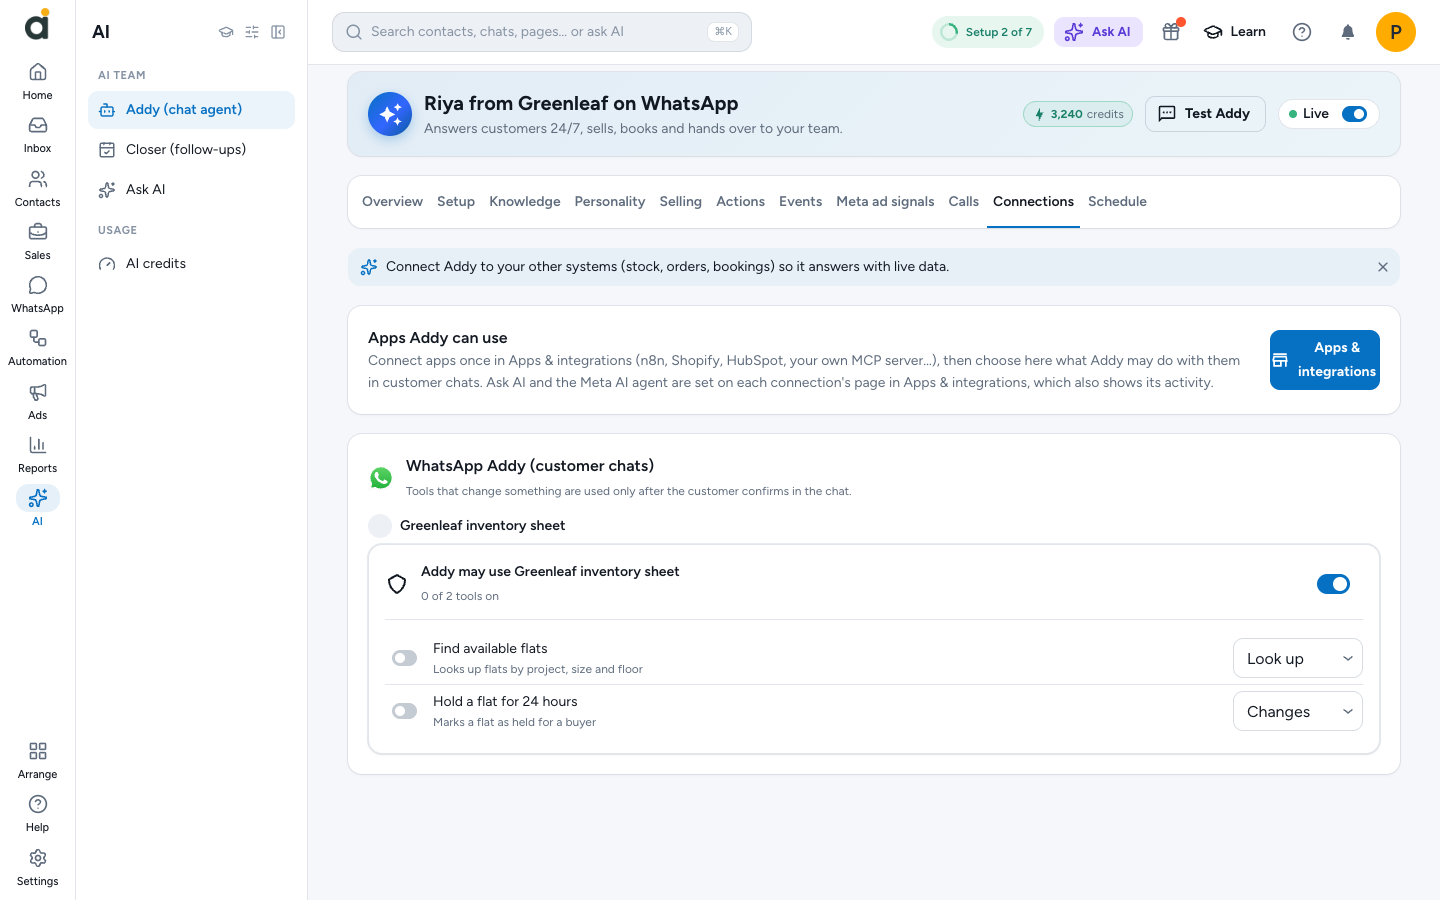 AI
Search contacts, chats, pages... or ask AI
⌘K
Setup 2 of 7
Ask AI
Learn
P
Home
Inbox
Contacts
Sales
WhatsApp
Automation
Ads
Reports
AI
Arrange
Help
Settings
AI TEAM
Addy (chat agent)
Closer (follow-ups)
Ask AI
USAGE
AI credits
Riya from Greenleaf on WhatsApp
Answers customers 24/7, sells, books and hands over to your team.
3,240 credits
Test Addy
Live
Overview Setup Knowledge Personality Selling Actions Events Meta ad signals Calls Connections Schedule
Connect Addy to your other systems (stock, orders, bookings) so it answers with live data.
Apps Addy can use
Connect apps once in Apps & integrations (n8n, Shopify, HubSpot, your own MCP server...), then choose here what Addy may do with them
in customer chats. Ask AI and the Meta AI agent are set on each connection's page in Apps & integrations, which also shows its activity.
Apps &
integrations
WhatsApp Addy (customer chats)
Tools that change something are used only after the customer confirms in the chat.
Greenleaf inventory sheet
Addy may use Greenleaf inventory sheet
0 of 2 tools on
Find available flats
Looks up flats by project, size and floor
Look up
Hold a flat for 24 hours
Marks a flat as held for a buyer
Changes